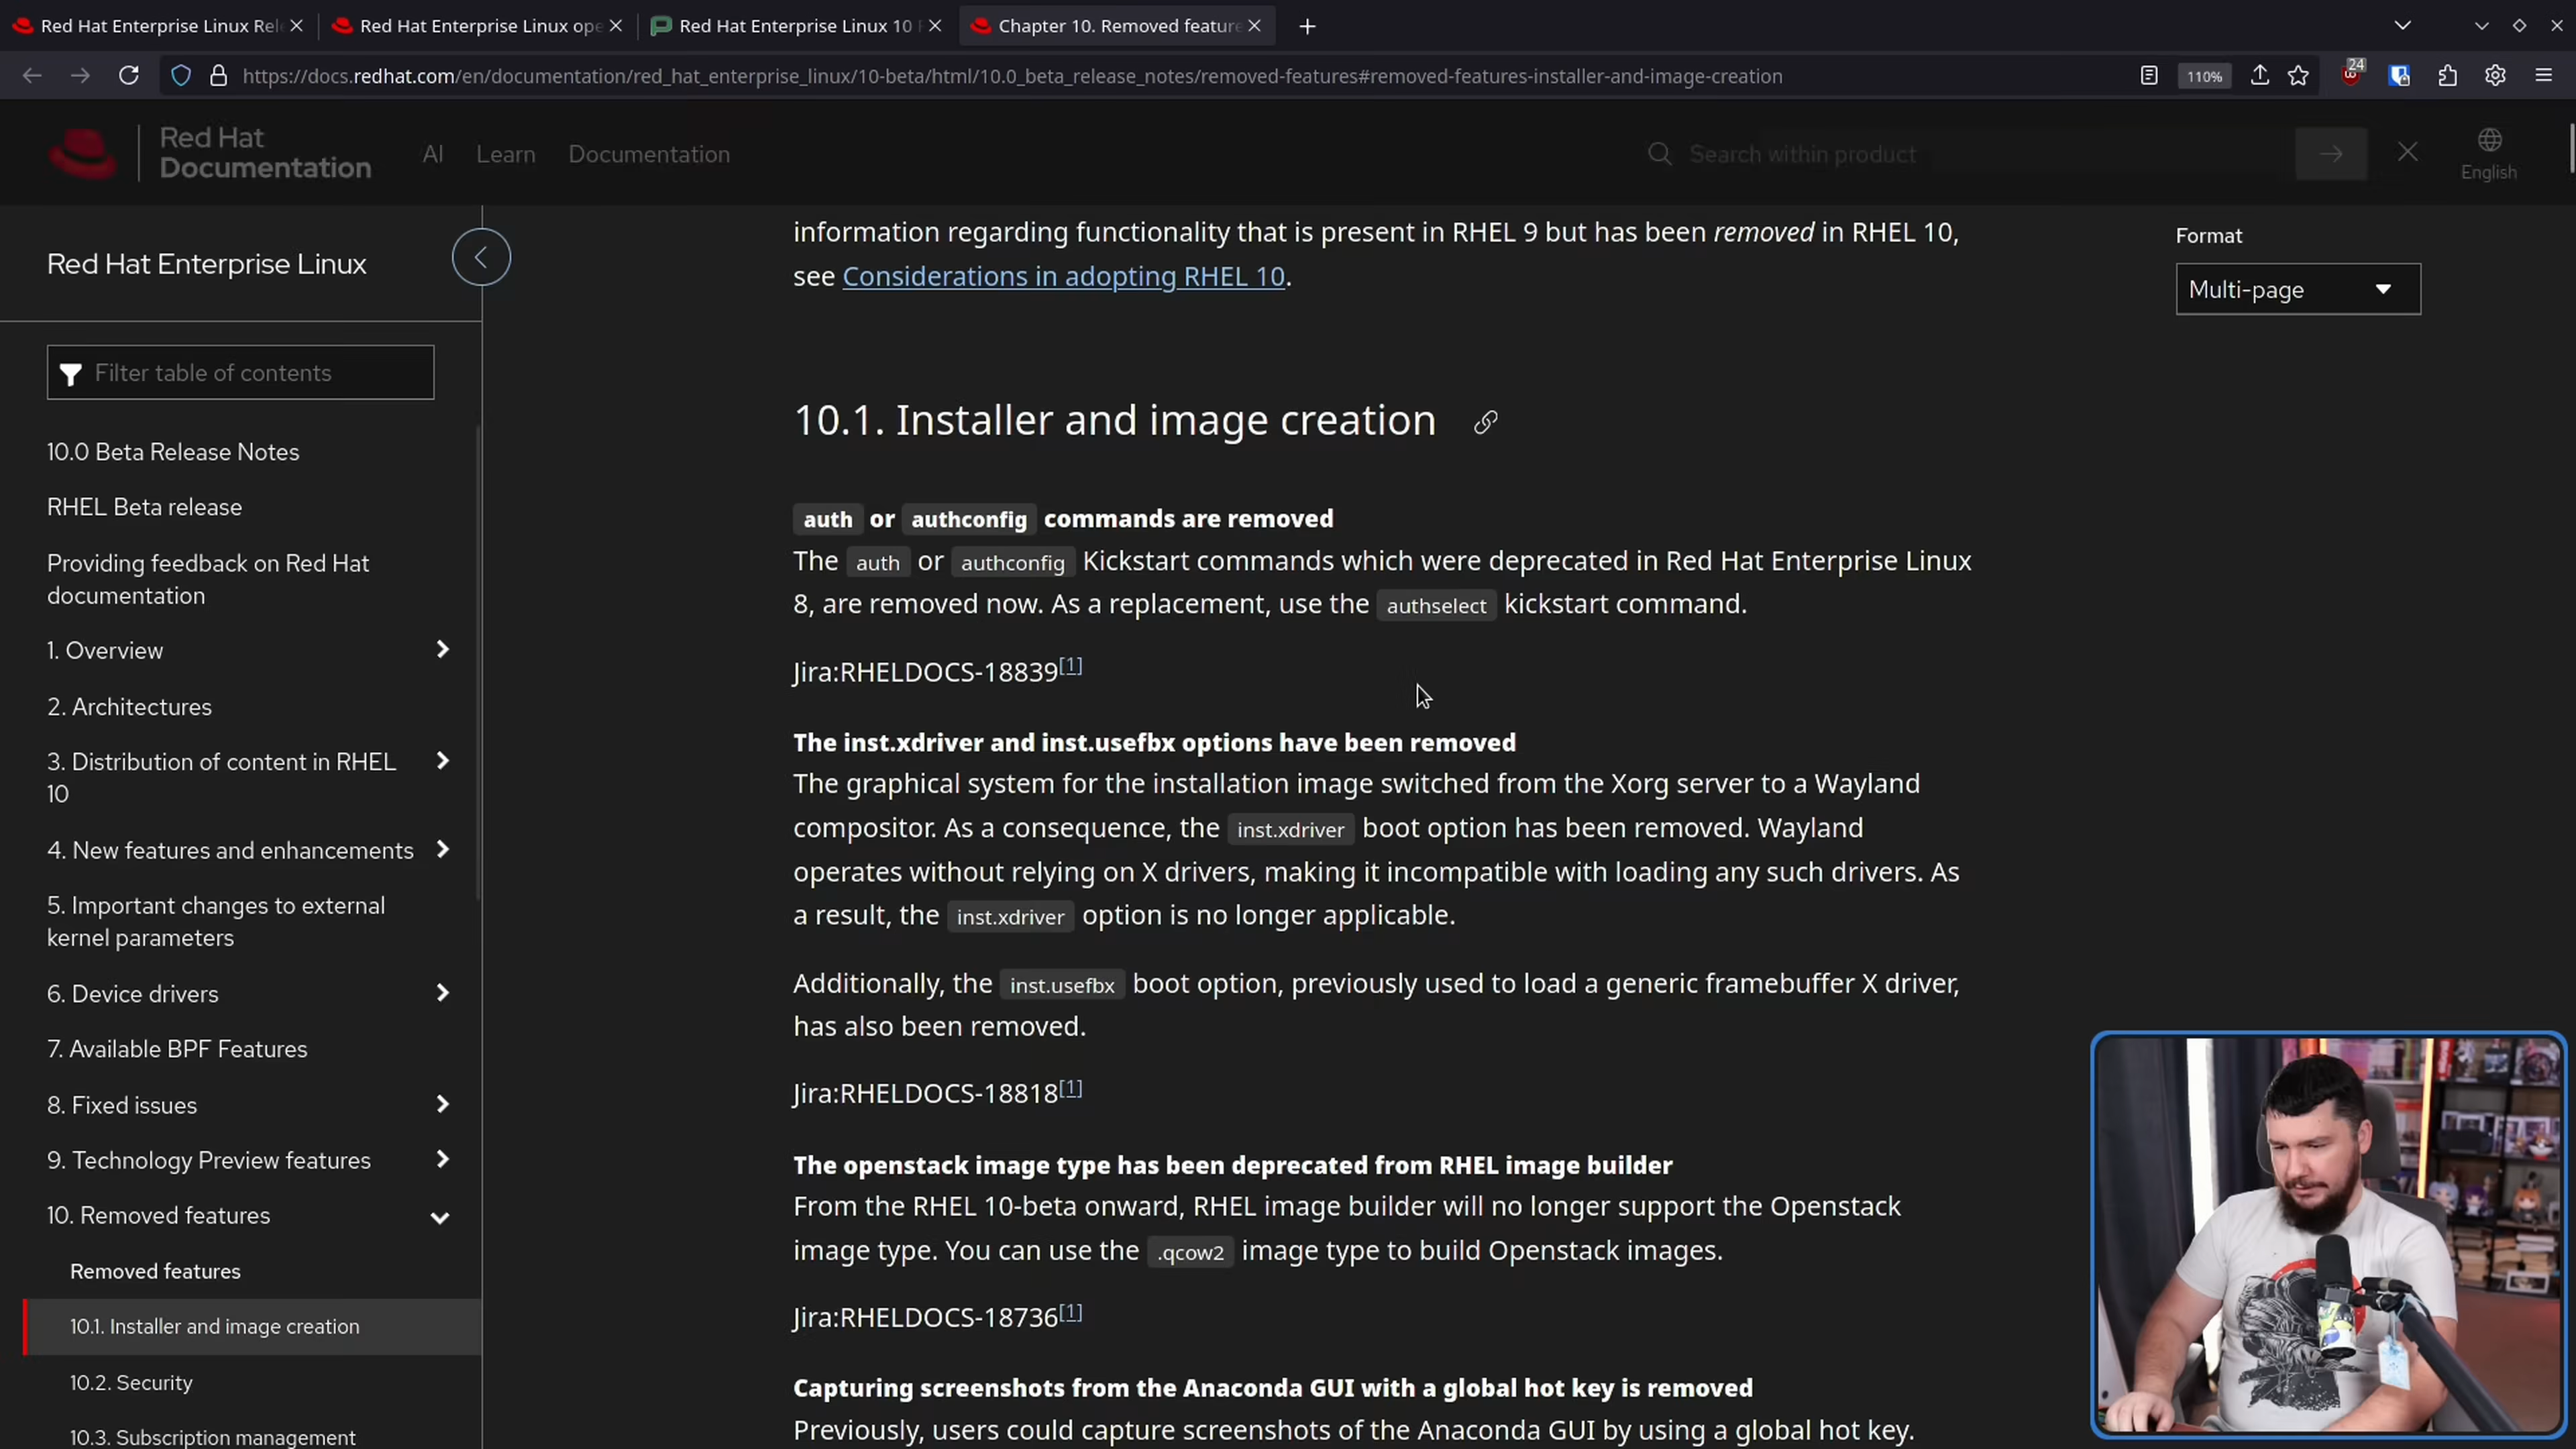 Red Hat Enterprise Linux Rel
Red Hat Enterprise Linux ope
Red Hat Enterprise Linux 10
Chapter 10. Removed feature
https://docs.redhat.com/en/documentation/red_hat_enterprise_linux/10-beta/html/10.0_beta_release_notes/removed-features#removed-features-installer-and-image-creation
110%
24
Red Hat
Documentation
AI
Learn
Documentation
Search within product
English
Red Hat Enterprise Linux
Filter table of contents
10.0 Beta Release Notes
RHEL Beta release
Providing feedback on Red Hat
documentation
1. Overview
2. Architectures
3. Distribution of content in RHEL
10
4. New features and enhancements
5. Important changes to external
kernel parameters
6. Device drivers
7. Available BPF Features
8. Fixed issues
9. Technology Preview features
10. Removed features
Removed features
10.1. Installer and image creation
10.2. Security
10.3. Subscription management
information regarding functionality that is present in RHEL 9 but has been removed in RHEL 10,
see Considerations in adopting RHEL 10.
Format
Multi-page
10.1. Installer and image creation
auth or authconfig commands are removed
The auth or authconfig Kickstart commands which were deprecated in Red Hat Enterprise Linux
8, are removed now. As a replacement, use the authselect kickstart command.
Jira:RHELDOCS-18839[1]
The inst.xdriver and inst.usefbx options have been removed
The graphical system for the installation image switched from the Xorg server to a Wayland
compositor. As a consequence, the inst.xdriver boot option has been removed. Wayland
operates without relying on X drivers, making it incompatible with loading any such drivers. As
a result, the inst.xdriver option is no longer applicable.
Additionally, the inst.usefbx boot option, previously used to load a generic framebuffer X driver,
has also been removed.
Jira:RHELDOCS-18818[1]
The openstack image type has been deprecated from RHEL image builder
From the RHEL 10-beta onward, RHEL image builder will no longer support the Openstack
image type. You can use the .qcow2 image type to build Openstack images.
Jira:RHELDOCS-18736[1]
Capturing screenshots from the Anaconda GUI with a global hot key is removed
Previously, users could capture screenshots of the Anaconda GUI by using a global hot key.